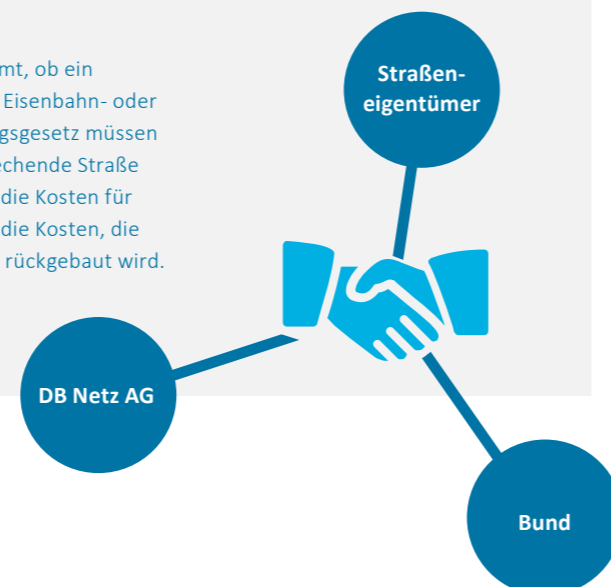 mt, ob ein
Eisenbahn- oder
gsgesetz müssen
echende Straße
die Kosten für
die Kosten, die
rückgebaut wird.
Straßen-
eigentümer
DB Netz AG
Bund